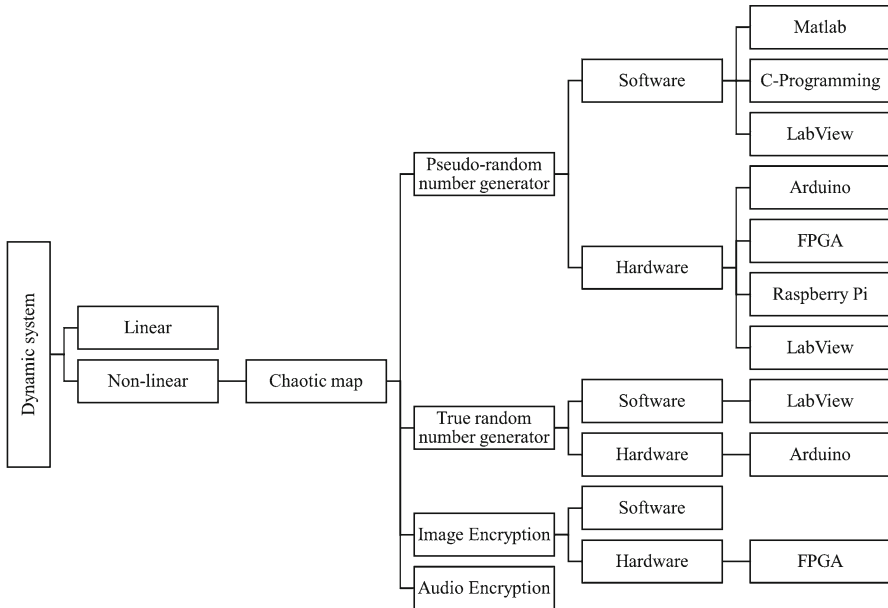 Dynamic system
Linear
Non-linear
Chaotic map
Pseudo-random
number generator
Software
Matlab
C-Programming
LabView
Hardware
Arduino
FPGA
Raspberry Pi
LabView
True random
number generator
Software
LabView
Hardware
Arduino
Image Encryption
Software
Hardware
FPGA
Audio Encryption